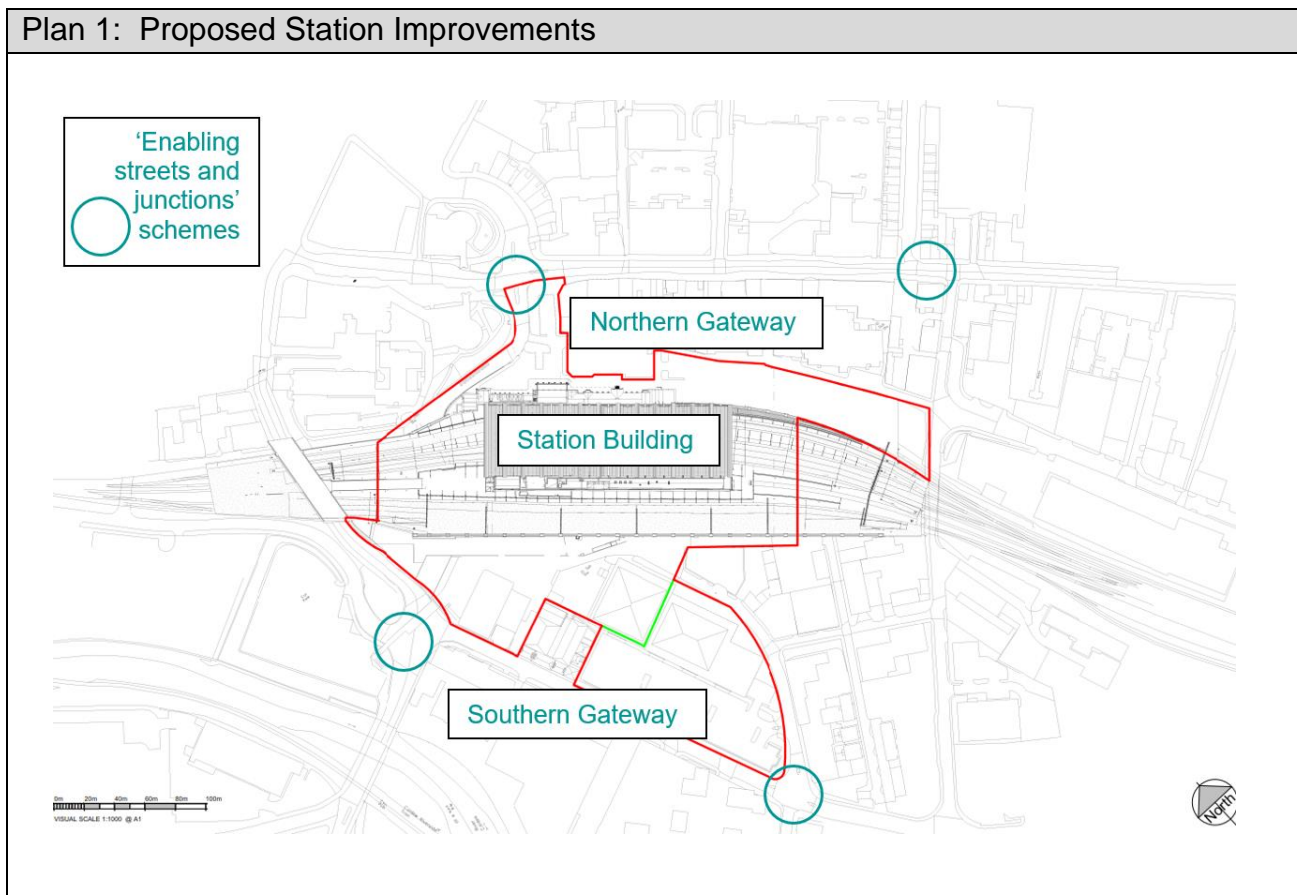 Plan 1: Proposed Station Improvements
‘Enabling
streets and
junctions’
schemes
Northern Gateway
Station Building
Southern Gateway
0m 20m 40m 60m 80m 100m
VISUAL SCALE 1:1000 @ A1
North